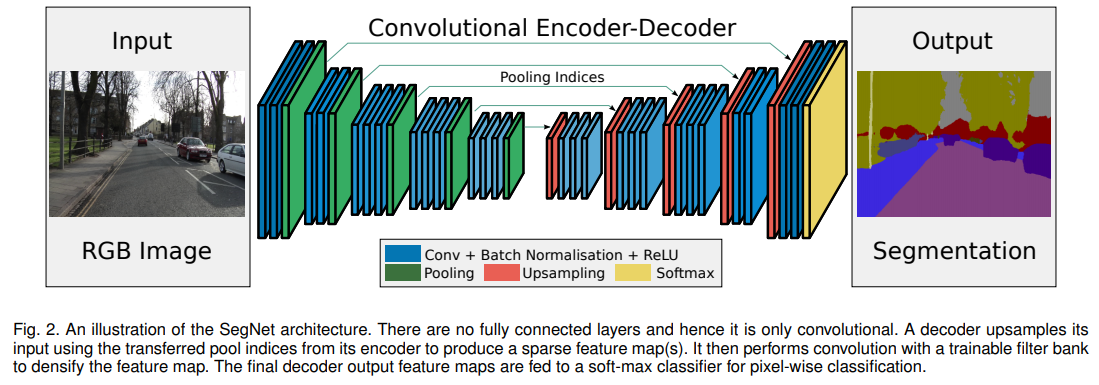 Convolutional Encoder-Decoder
Input
Output
Pooling Indices
RGB Image
Segmentation
Conv + Batch Normalisation + ReLU
Pooling Upsampling Softmax
Fig. 2. An illustration of the SegNet architecture. There are no fully connected layers and hence it is only convolutional. A decoder upsamples its
input using the transferred pool indices from its encoder to produce a sparse feature map(s). It then performs convolution with a trainable filter bank
to densify the feature map. The final decoder output feature maps are fed to a soft-max classifier for pixel-wise classification.